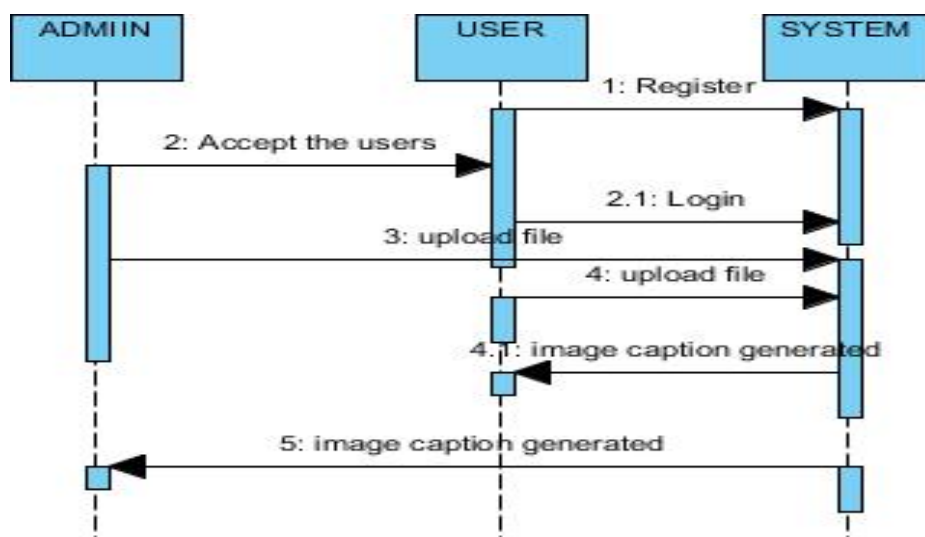 ADMIIN
USER
SYSTEM
1: Register
2: Accept the users
2.1: Login
3: upload file
4: upload file
4.1: image caption generated
5: image caption generated